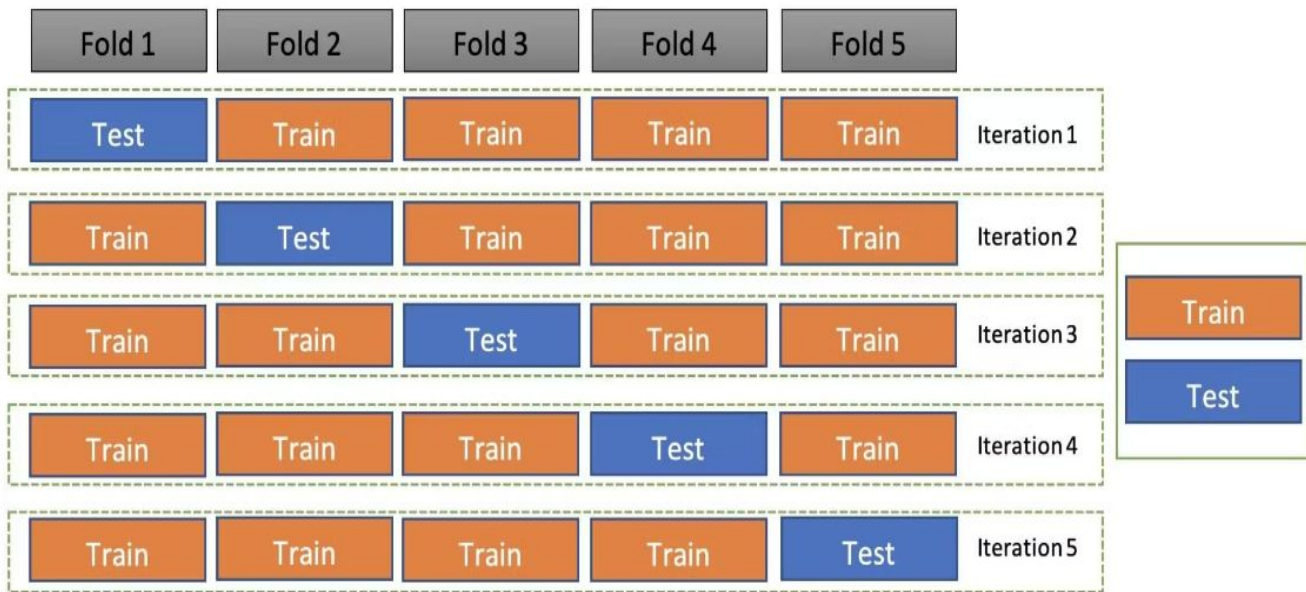 Fold 1 Fold 2 Fold 3 Fold 4 Fold 5
Test Train Train Train Train Iteration 1
Train Test Train Train Train Iteration 2
Train Train Test Train Train Iteration 3
Train Train Train Test Train Iteration 4
Train Train Train Train Test Iteration 5
Train
Test